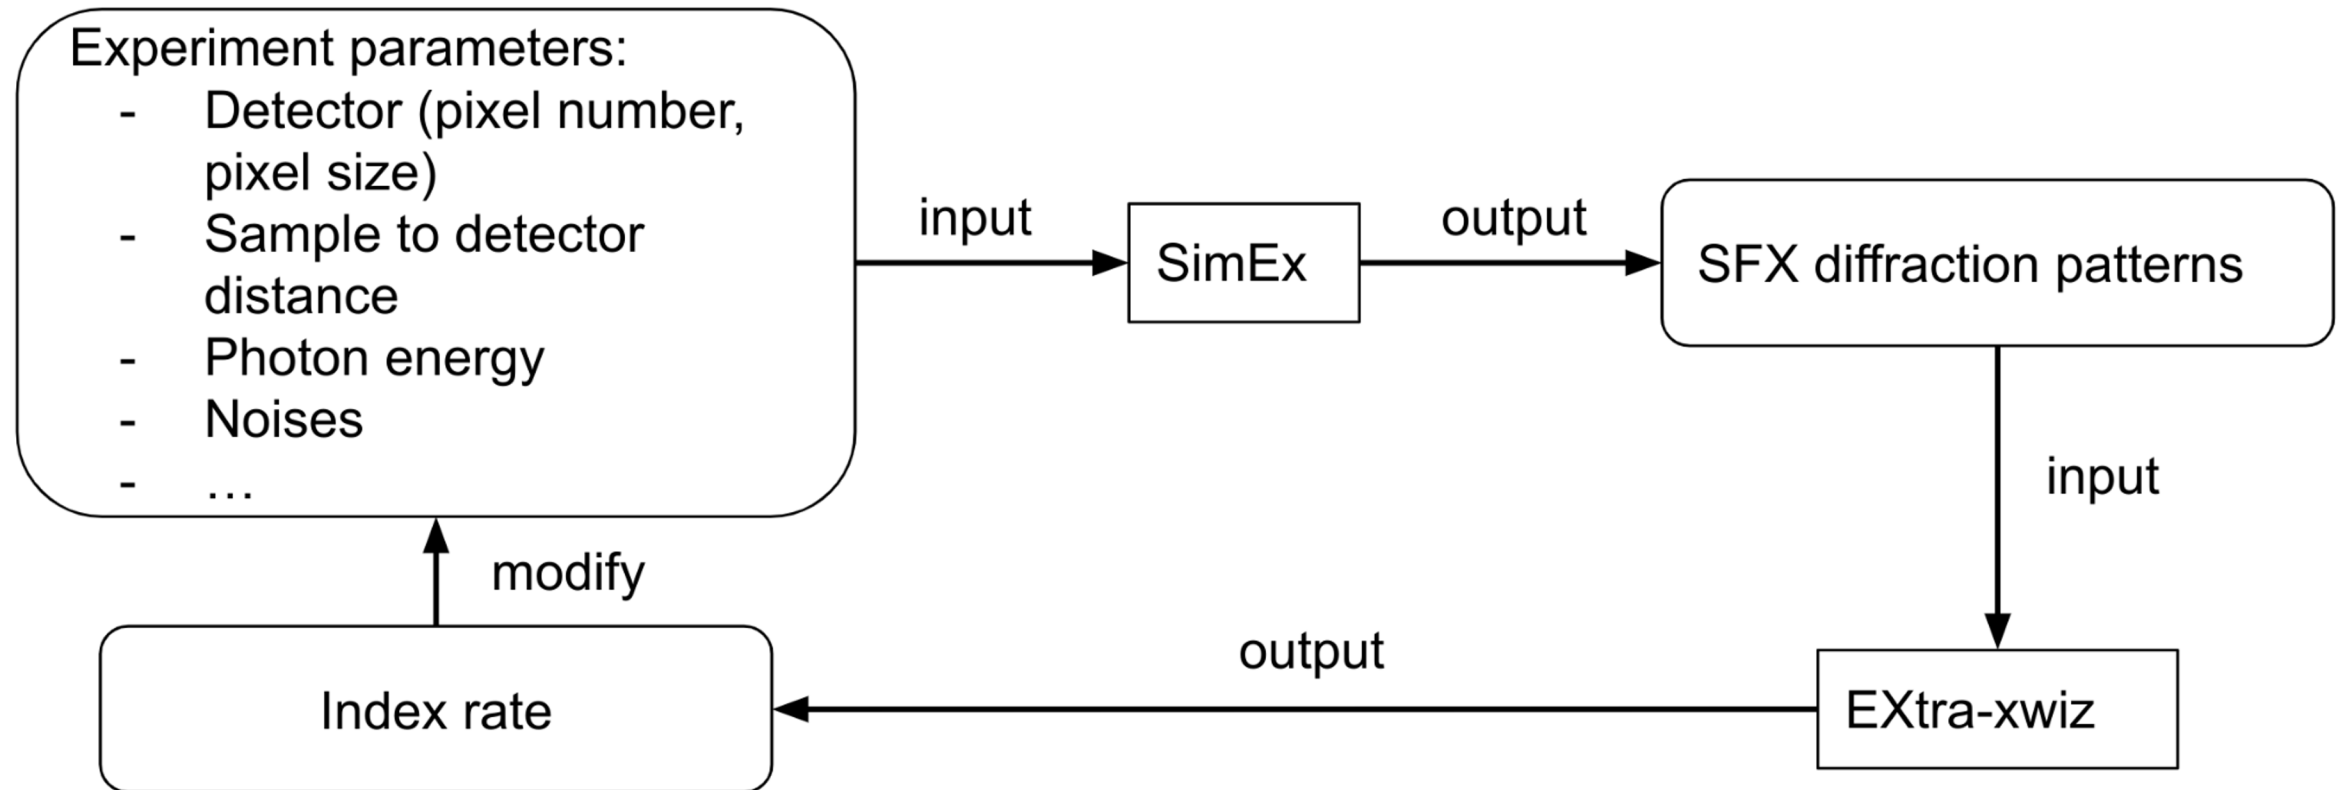 Experiment parameters:
- Detector (pixel number,
pixel size)
- Sample to detector
distance
- Photon energy
- Noises
- …
input
SimEx
output
SFX diffraction patterns
input
modify
output
Index rate
EXtra-xwiz